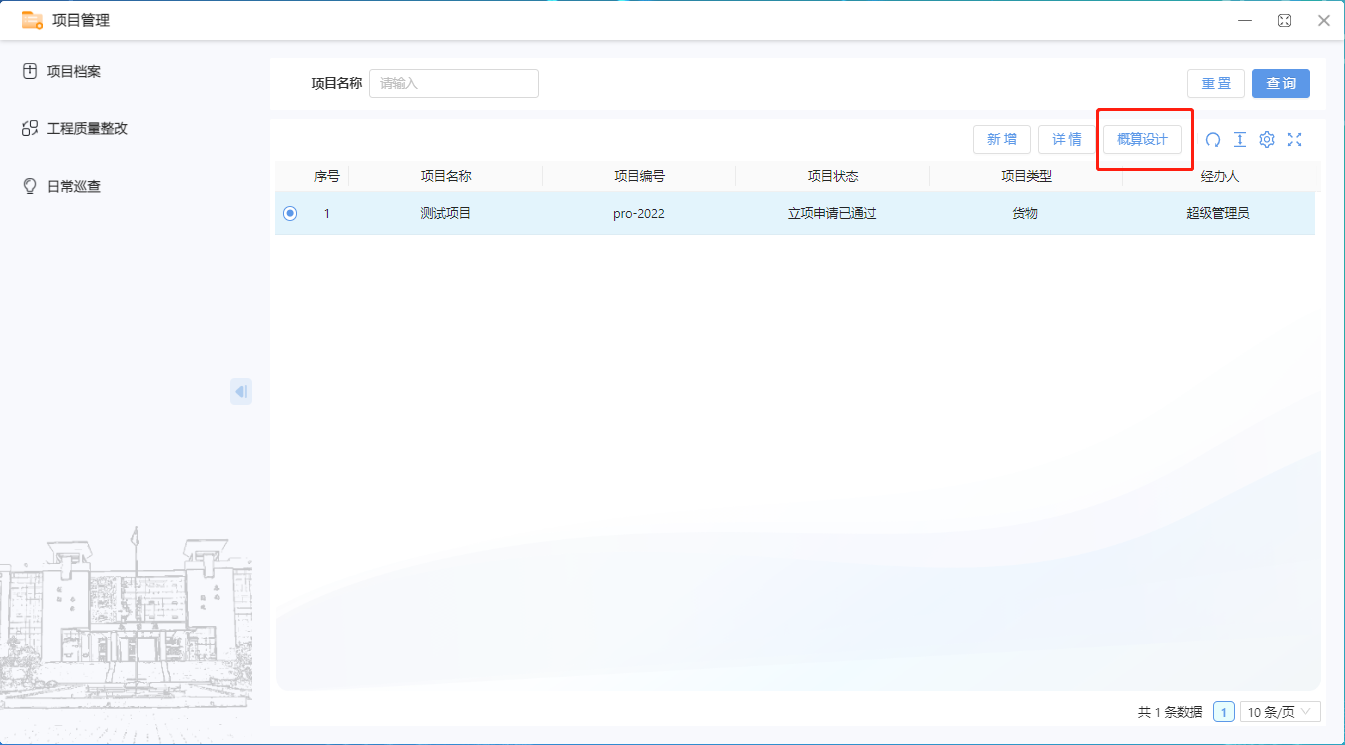 项目管理
项目档案
工程质量整改
日常巡查
项目名称 请输入 重置 查询
新增 详情 概算设计
序号 项目名称 项目编号 项目状态 项目类型 经办人
1 测试项目 pro-2022 立项申请已通过 货物 超级管理员
共 1 条数据 1 10 条/页